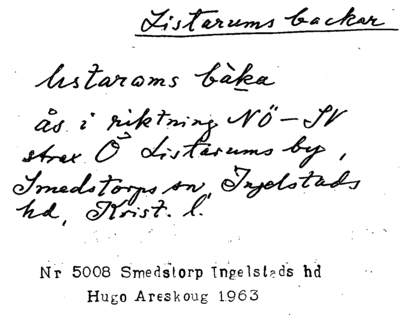 Listarums backar
listaroms bàka
ås i riktning NÖ-SV
strax Ö Listarums by,
Smedstorps sn, Ingelstads
hd, Krist. l.
Nr 5008 Smedstorp Ingelstads hd
Hugo Areskoug 1963